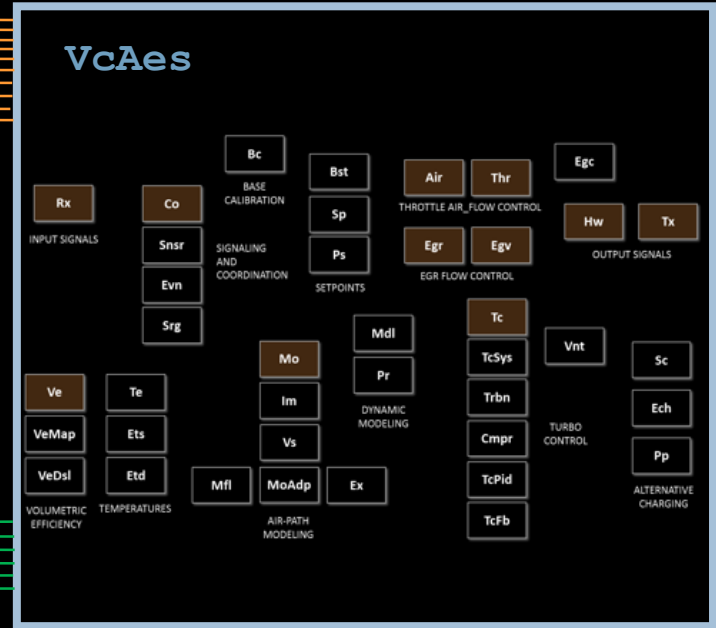 VcAes
Bc
BASE
CALIBRATION
Bst
Sp
Ps
SETPOINTS
Air
Thr
THROTTLE AIR_FLOW CONTROL
Egr
Egv
EGR FLOW CONTROL
Egc
Hw
Tx
OUTPUT SIGNALS
Rx
INPUT SIGNALS
Co
Snsr
Evn
Srg
SIGNALING
AND
COORDINATION
Mo
Im
Vs
Mfl
MoAdp
Ex
AIR-PATH
MODELING
Mdl
Pr
DYNAMIC
MODELING
Tc
TcSys
Trbn
Cmpr
TcPid
TcFb
Vnt
TURBO
CONTROL
Sc
Ech
Pp
ALTERNATIVE
CHARGING
Ve
VeMap
VeDsl
VOLUMETRIC
EFFICIENCY
Te
Ets
Etd
TEMPERATURES